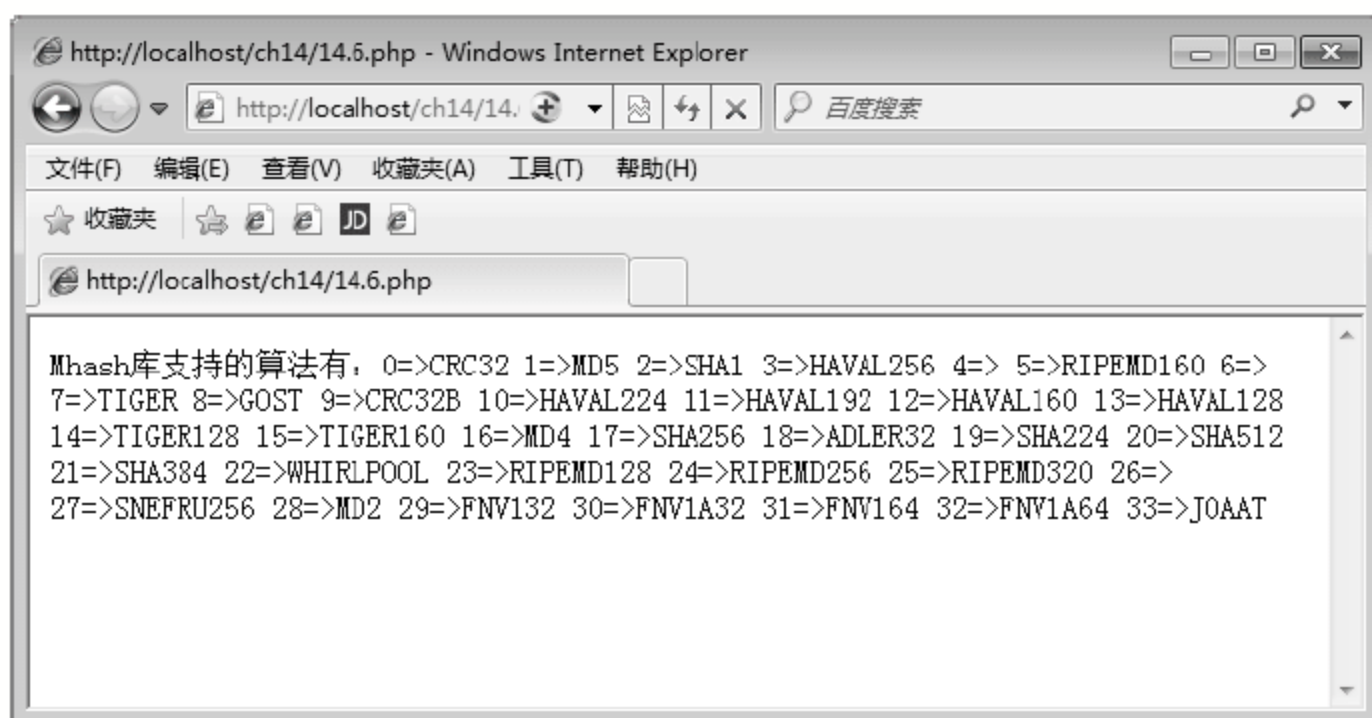 http://localhost/ch14/14.6.php - Windows Internet Explorer
http://localhost/ch14/14. 百度搜索
文件(F) 编辑(E) 查看(V) 收藏夹(A) 工具(T) 帮助(H)
收藏夹 JD
http://localhost/ch14/14.6.php
Mhash库支持的算法有：0=>CRC32 1=>MD5 2=>SHA1 3=>HAVAL256 4=> 5=>RIPEMD160 6=>
7=>TIGER 8=>GOST 9=>CRC32B 10=>HAVAL224 11=>HAVAL192 12=>HAVAL160 13=>HAVAL128
14=>TIGER128 15=>TIGER160 16=>MD4 17=>SHA256 18=>ADLER32 19=>SHA224 20=>SHA512
21=>SHA384 22=>WHIRLPOOL 23=>RIPEMD128 24=>RIPEMD256 25=>RIPEMD320 26=>
27=>SNEFRU256 28=>MD2 29=>FNV132 30=>FNV1A32 31=>FNV164 32=>FNV1A64 33=>JOAAT